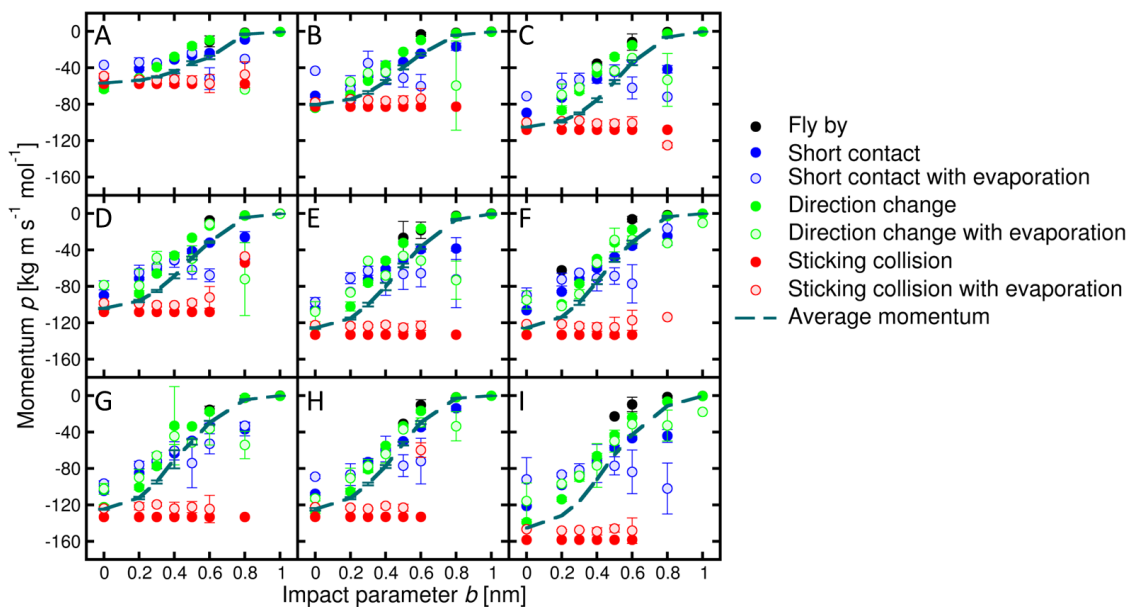 A B C
0
-40
-80
-120
-160
D E F
0
-40
-80
-120
-160
G H I
0
-40
-80
-120
-160
0 0.2 0.4 0.6 0.8 1 0 0.2 0.4 0.6 0.8 1 0 0.2 0.4 0.6 0.8 1
Momentum p [kg m s⁻¹ mol⁻¹]
Impact parameter b [nm]
Fly by
Short contact
Short contact with evaporation
Direction change
Direction change with evaporation
Sticking collision
Sticking collision with evaporation
Average momentum